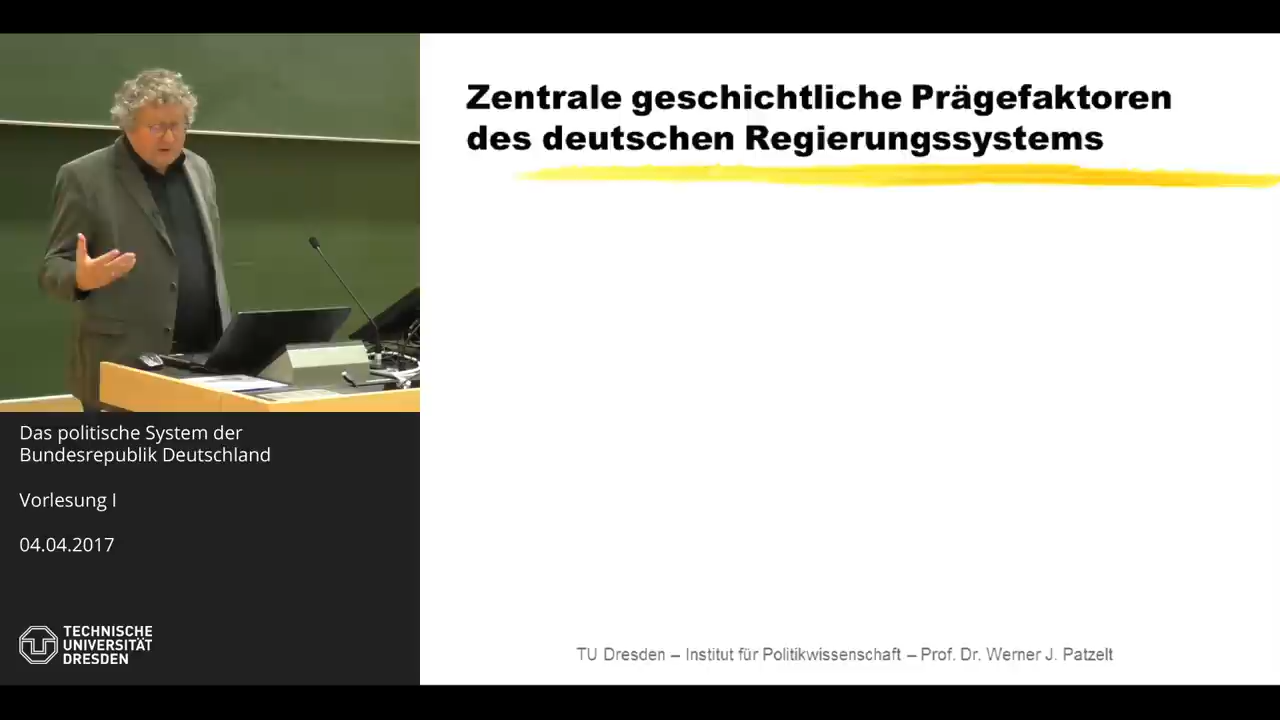 Zentrale geschichtliche Prägefaktoren
des deutschen Regierungssystems
Das politische System der
Bundesrepublik Deutschland
Vorlesung I
04.04.2017
TECHNISCHE
UNIVERSITÄT
DRESDEN
TU Dresden – Institut für Politikwissenschaft – Prof. Dr. Werner J. Patzelt